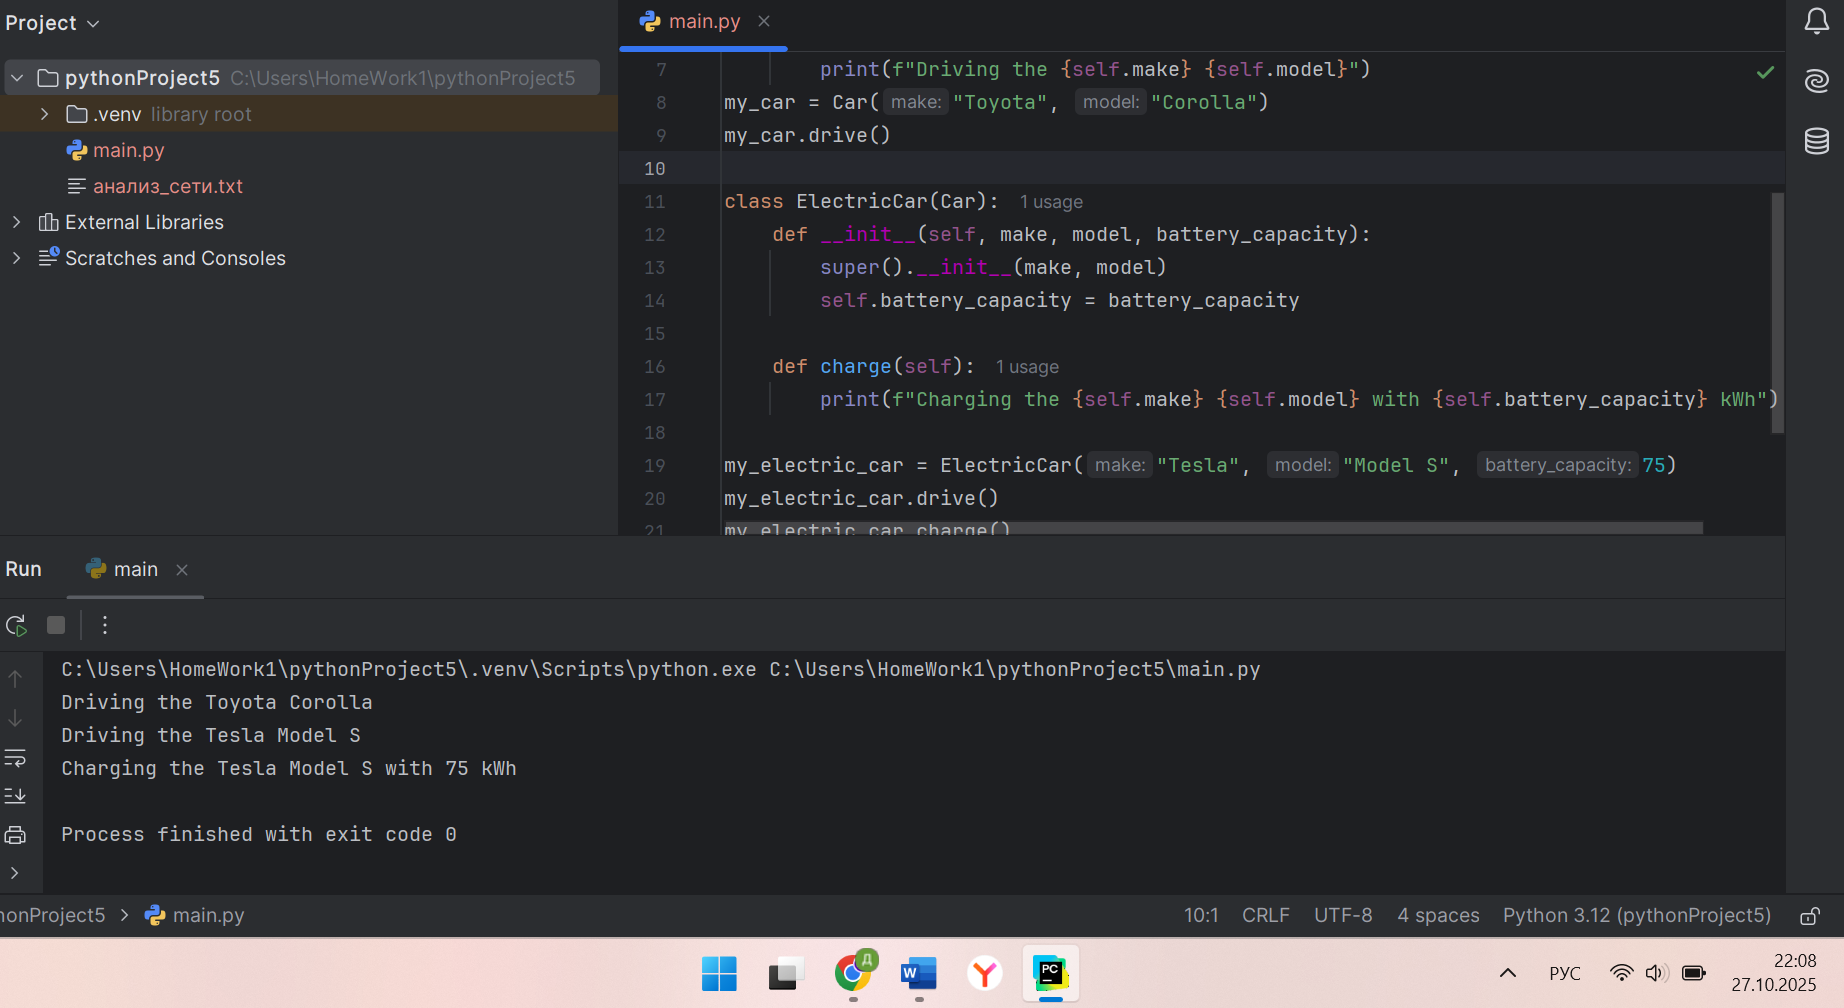 Project
main.py
pythonProject5 C:\Users\HomeWork1\pythonProject5
.venv library root
main.py
анализ_сети.txt
External Libraries
Scratches and Consoles
7 print(f"Driving the {self.make} {self.model}")
8 my_car = Car( make: "Toyota", model: "Corolla")
9 my_car.drive()
10
11 class ElectricCar(Car): 1 usage
12 def __init__(self, make, model, battery_capacity):
13 super().__init__(make, model)
14 self.battery_capacity = battery_capacity
15
16 def charge(self): 1 usage
17 print(f"Charging the {self.make} {self.model} with {self.battery_capacity} kWh")
18
19 my_electric_car = ElectricCar( make: "Tesla", model: "Model S", battery_capacity: 75)
20 my_electric_car.drive()
21 my_electric_car.charge()
Run main
C:\Users\HomeWork1\pythonProject5\.venv\Scripts\python.exe C:\Users\HomeWork1\pythonProject5\main.py
Driving the Toyota Corolla
Driving the Tesla Model S
Charging the Tesla Model S with 75 kWh
Process finished with exit code 0
honProject5 > main.py 10:1 CRLF UTF-8 4 spaces Python 3.12 (pythonProject5)
Д W PC РУС 22:08
27.10.2025